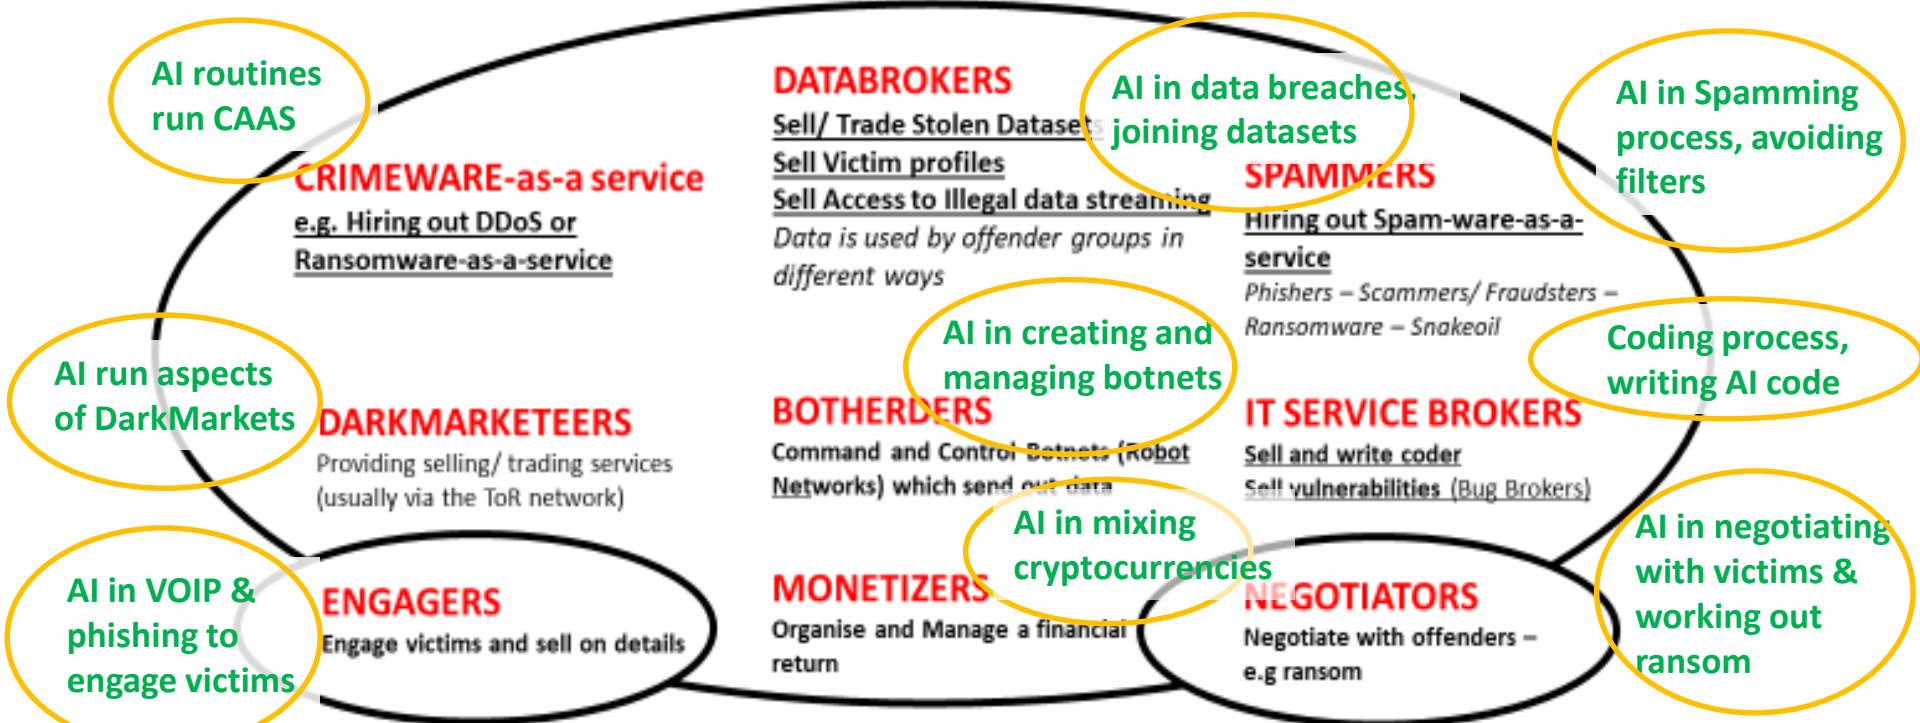 AI routines
run CAAS
CRIMEWARE-as-a service
e.g. Hiring out DDoS or
Ransomware-as-a-service
DATABROKERS
Sell/ Trade Stolen Datasets
Sell Victim profiles
Sell Access to Illegal data streaming
Data is used by offender groups in
different ways
AI in data breaches,
joining datasets
AI in Spamming
process, avoiding
filters
SPAMMERS
Hiring out Spam-ware-as-a-
service
Phishers – Scammers/ Fraudsters –
Ransomware – Snakeoil
AI run aspects
of DarkMarkets
DARKMARKETEERS
Providing selling/ trading services
(usually via the ToR network)
AI in creating and
managing botnets
BOTHERDERS
Command and Control Botnets (Robot
Networks) which send out data
Coding process,
writing AI code
IT SERVICE BROKERS
Sell and write coder
Sell vulnerabilities (Bug Brokers)
AI in VOIP &
phishing to
engage victims
ENGAGERS
Engage victims and sell on details
AI in mixing
cryptocurrencies
MONETIZERS
Organise and Manage a financial
return
NEGOTIATORS
Negotiate with offenders –
e.g ransom
AI in negotiating
with victims &
working out
ransom